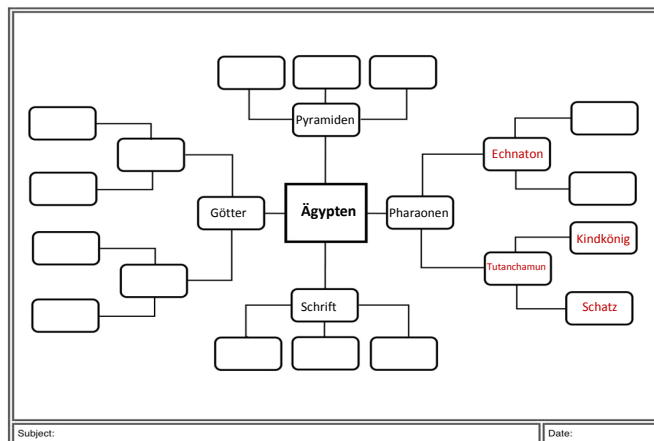 Pyramiden
Echnaton
Götter
Ägypten
Pharaonen
Kindkönig
Tutanchamun
Schrift
Schatz
Subject:
Date: